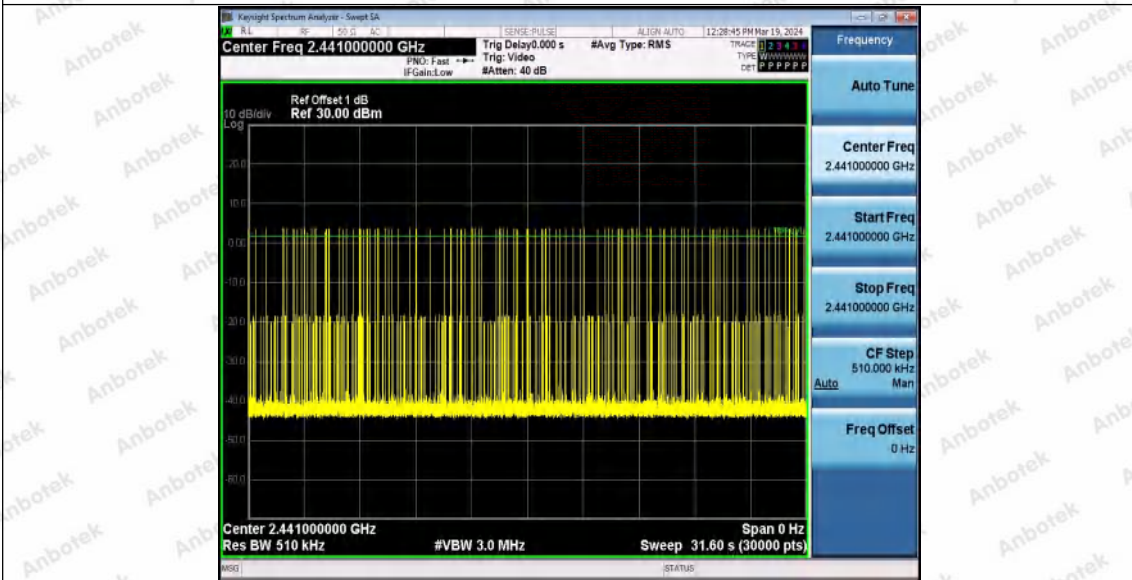 Keysight Spectrum Analyzer - Swept SA
RL RF 50 Ω AC SENSE:PULSE ALIGN AUTO 12:28:45 PM Mar 19, 2024
Center Freq 2.441000000 GHz
PNO: Fast
IFGain:Low
Trig Delay0.000 s
Trig: Video
#Atten: 40 dB
#Avg Type: RMS
TRACE 1 2 3 4 5 6
TYPE WWWWWW
DET P P P P P P
Frequency
Ref Offset 1 dB
10 dB/div Ref 30.00 dBm
Log
20.0
10.0
0.00
-10.0
-20.0
-30.0
-40.0
-50.0
-60.0
Center 2.441000000 GHz Span 0 Hz
Res BW 510 kHz #VBW 3.0 MHz Sweep 31.60 s (30000 pts)
MSG STATUS
Auto Tune
Center Freq
2.441000000 GHz
Start Freq
2.441000000 GHz
Stop Freq
2.441000000 GHz
CF Step
510.000 kHz
Auto Man
Freq Offset
0 Hz
Anbotek